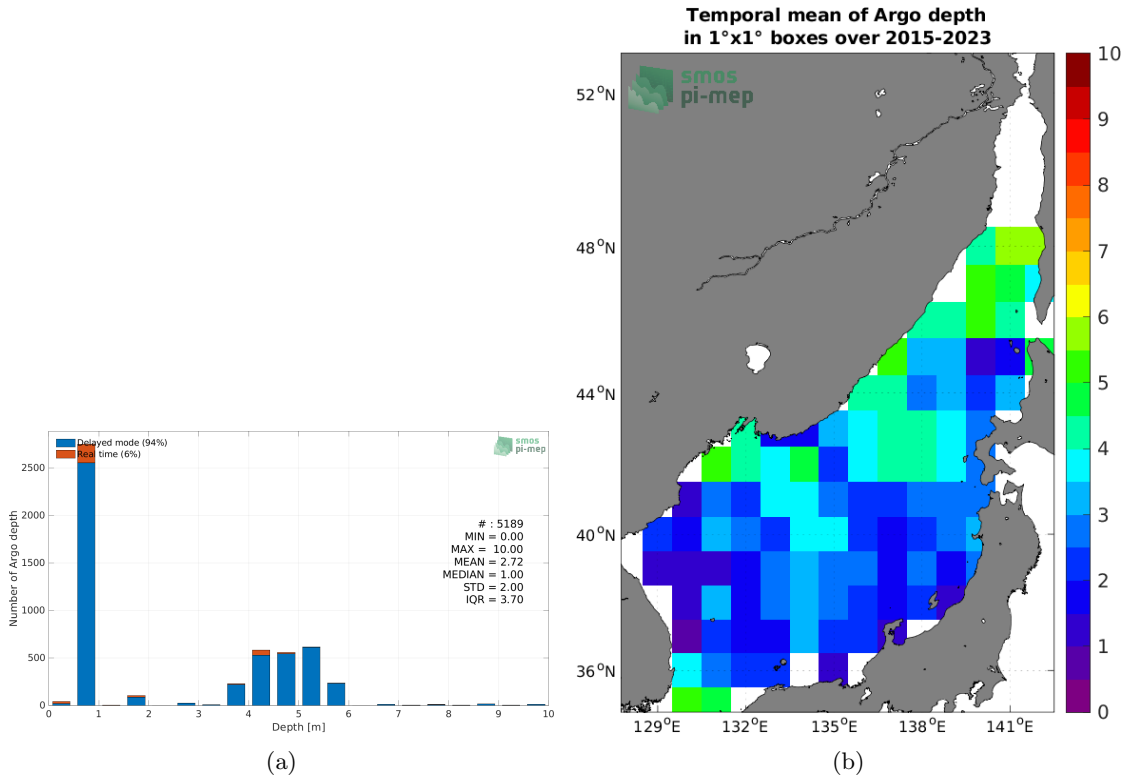 Delayed mode (94%)
Real time (6%)
smos
pi-mep
2500
2000
1500
1000
500
0
Number of Argo depth
# : 5189
MIN = 0.00
MAX = 10.00
MEAN = 2.72
MEDIAN = 1.00
STD = 2.00
IQR = 3.70
0 1 2 3 4 5 6 7 8 9 10
Depth [m]
(a)
Temporal mean of Argo depth
in 1°x1° boxes over 2015-2023
smos
pi-mep
52°N
48°N
44°N
40°N
36°N
129°E 132°E 135°E 138°E 141°E
10
9
8
7
6
5
4
3
2
1
0
(b)